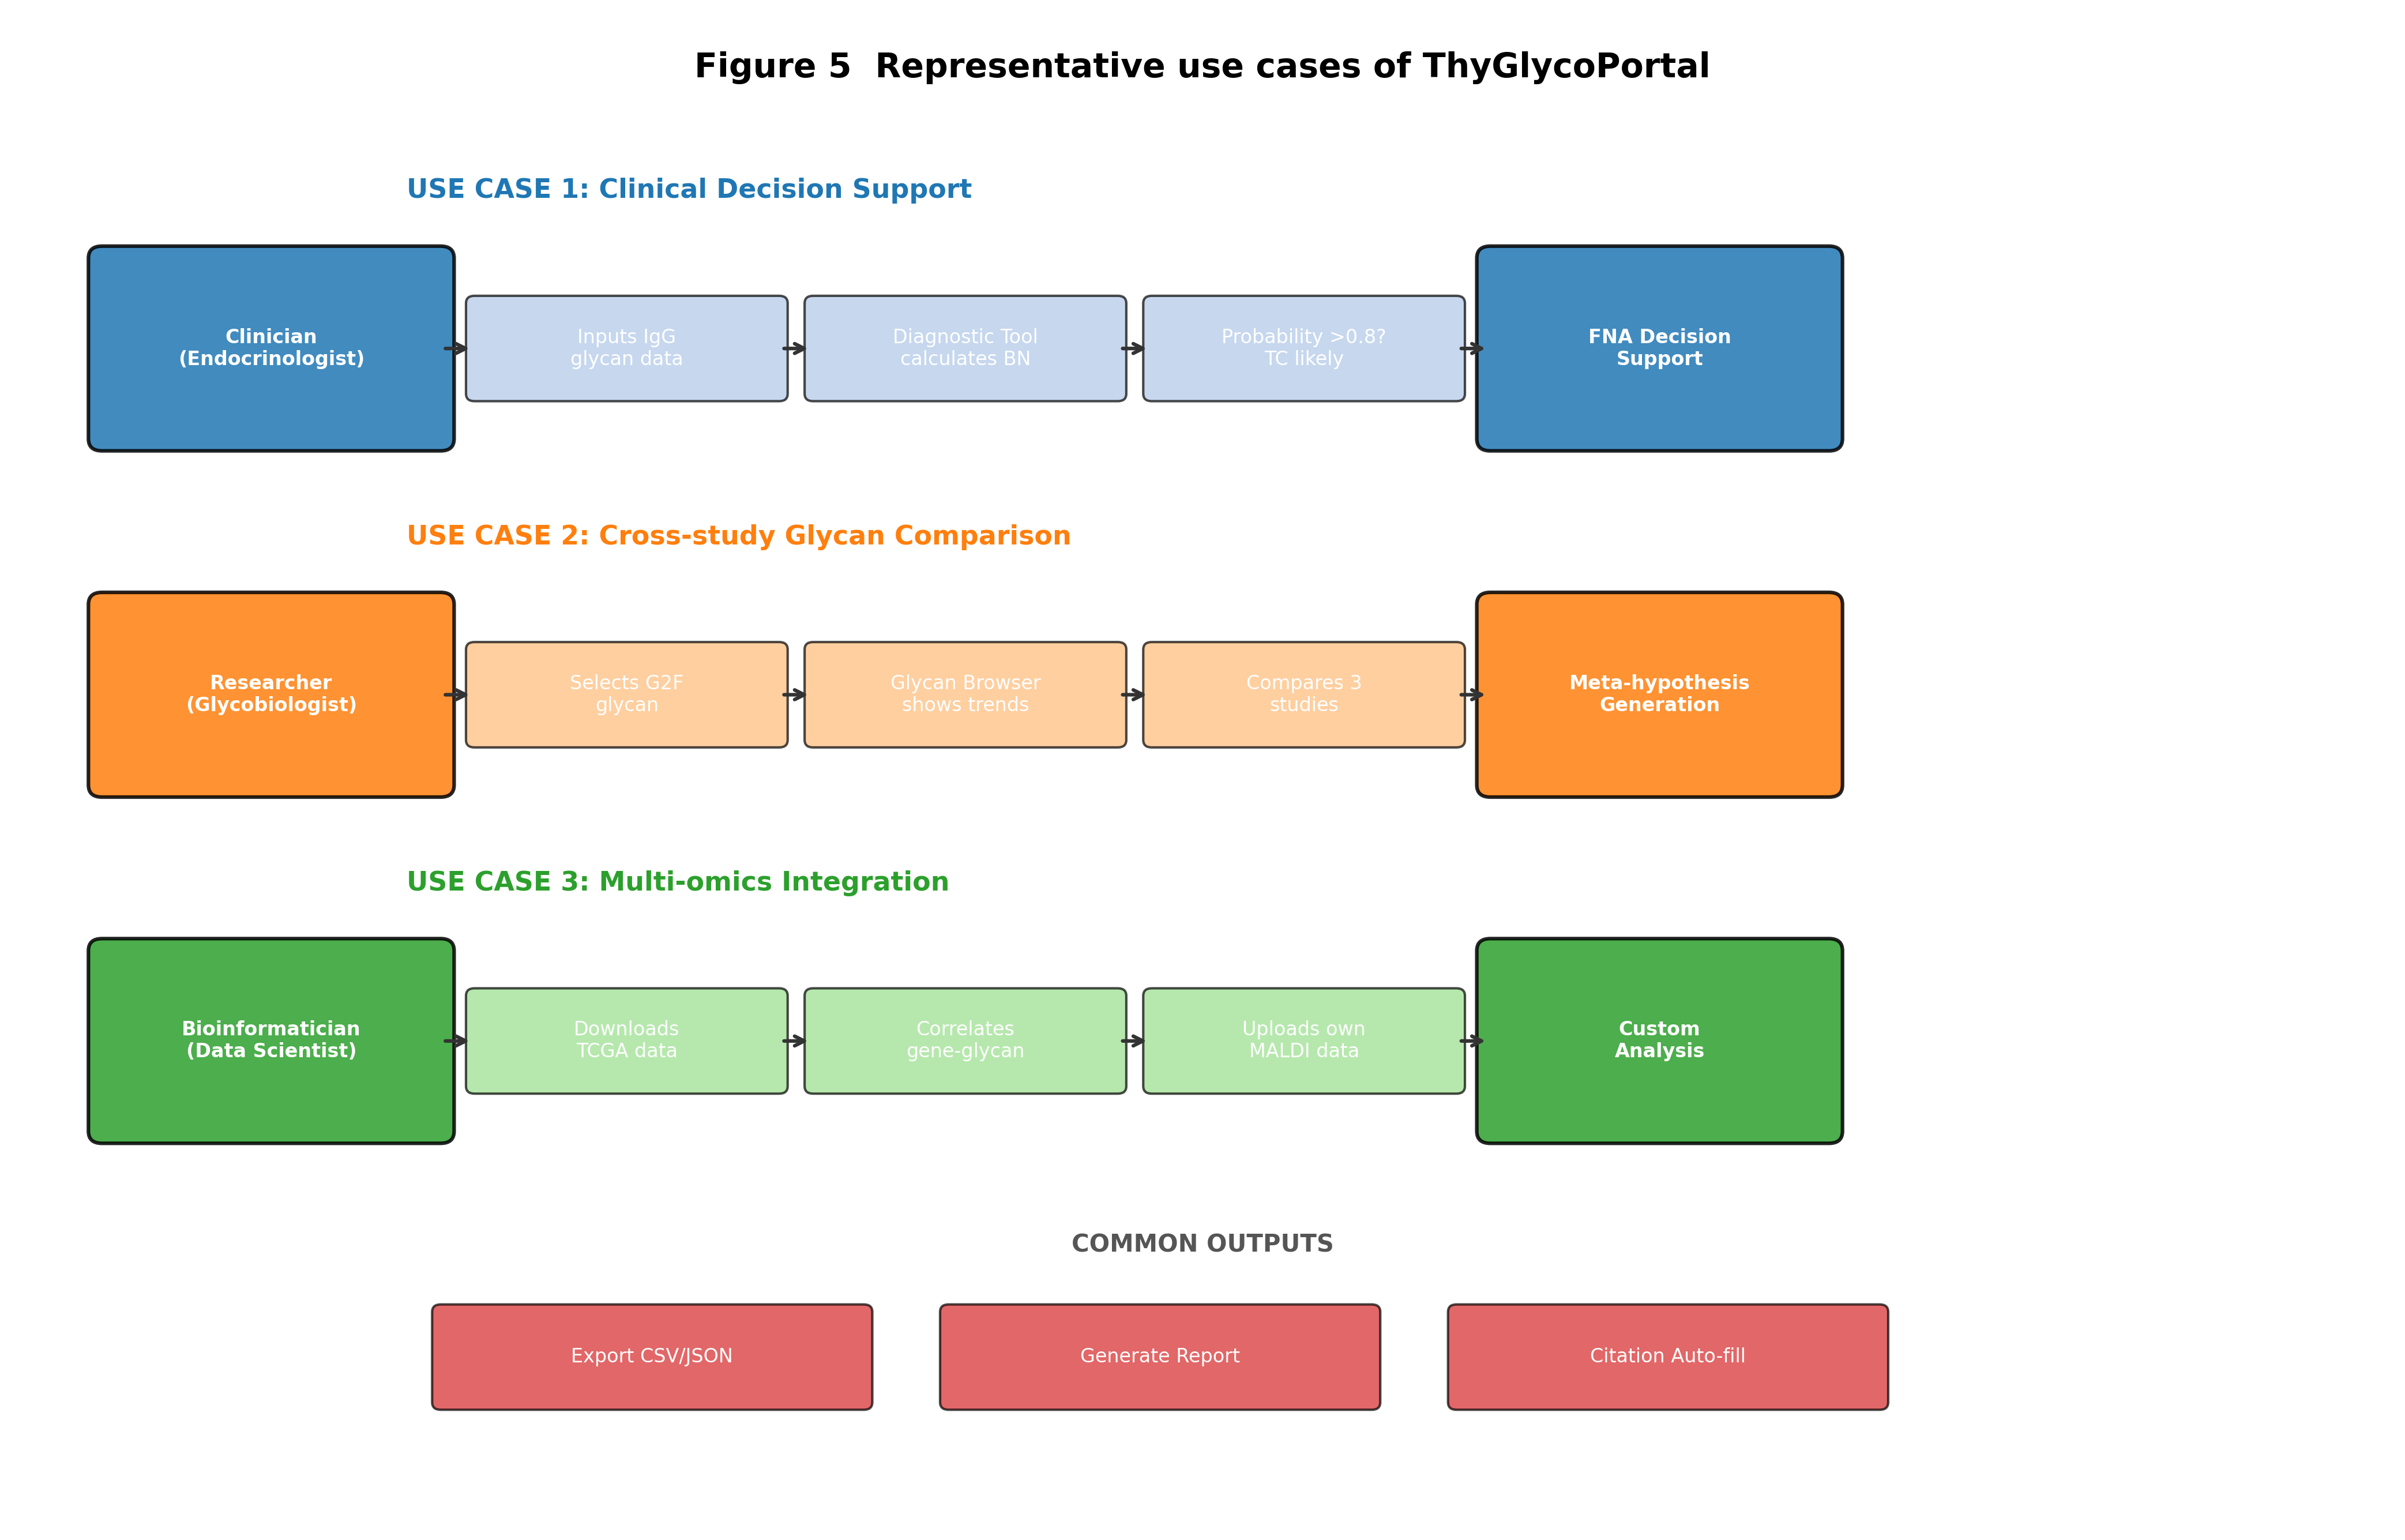 Figure 5  Representative use cases of ThyGlycoPortal
USE CASE 1: Clinical Decision Support
Clinician
(Endocrinologist)
Inputs IgG
glycan data
Diagnostic Tool
calculates BN
Probability >0.8?
TC likely
FNA Decision
Support
USE CASE 2: Cross-study Glycan Comparison
Researcher
(Glycobiologist)
Selects G2F
glycan
Glycan Browser
shows trends
Compares 3
studies
Meta-hypothesis
Generation
USE CASE 3: Multi-omics Integration
Bioinformatician
(Data Scientist)
Downloads
TCGA data
Correlates
gene-glycan
Uploads own
MALDI data
Custom
Analysis
COMMON OUTPUTS
Export CSV/JSON
Generate Report
Citation Auto-fill